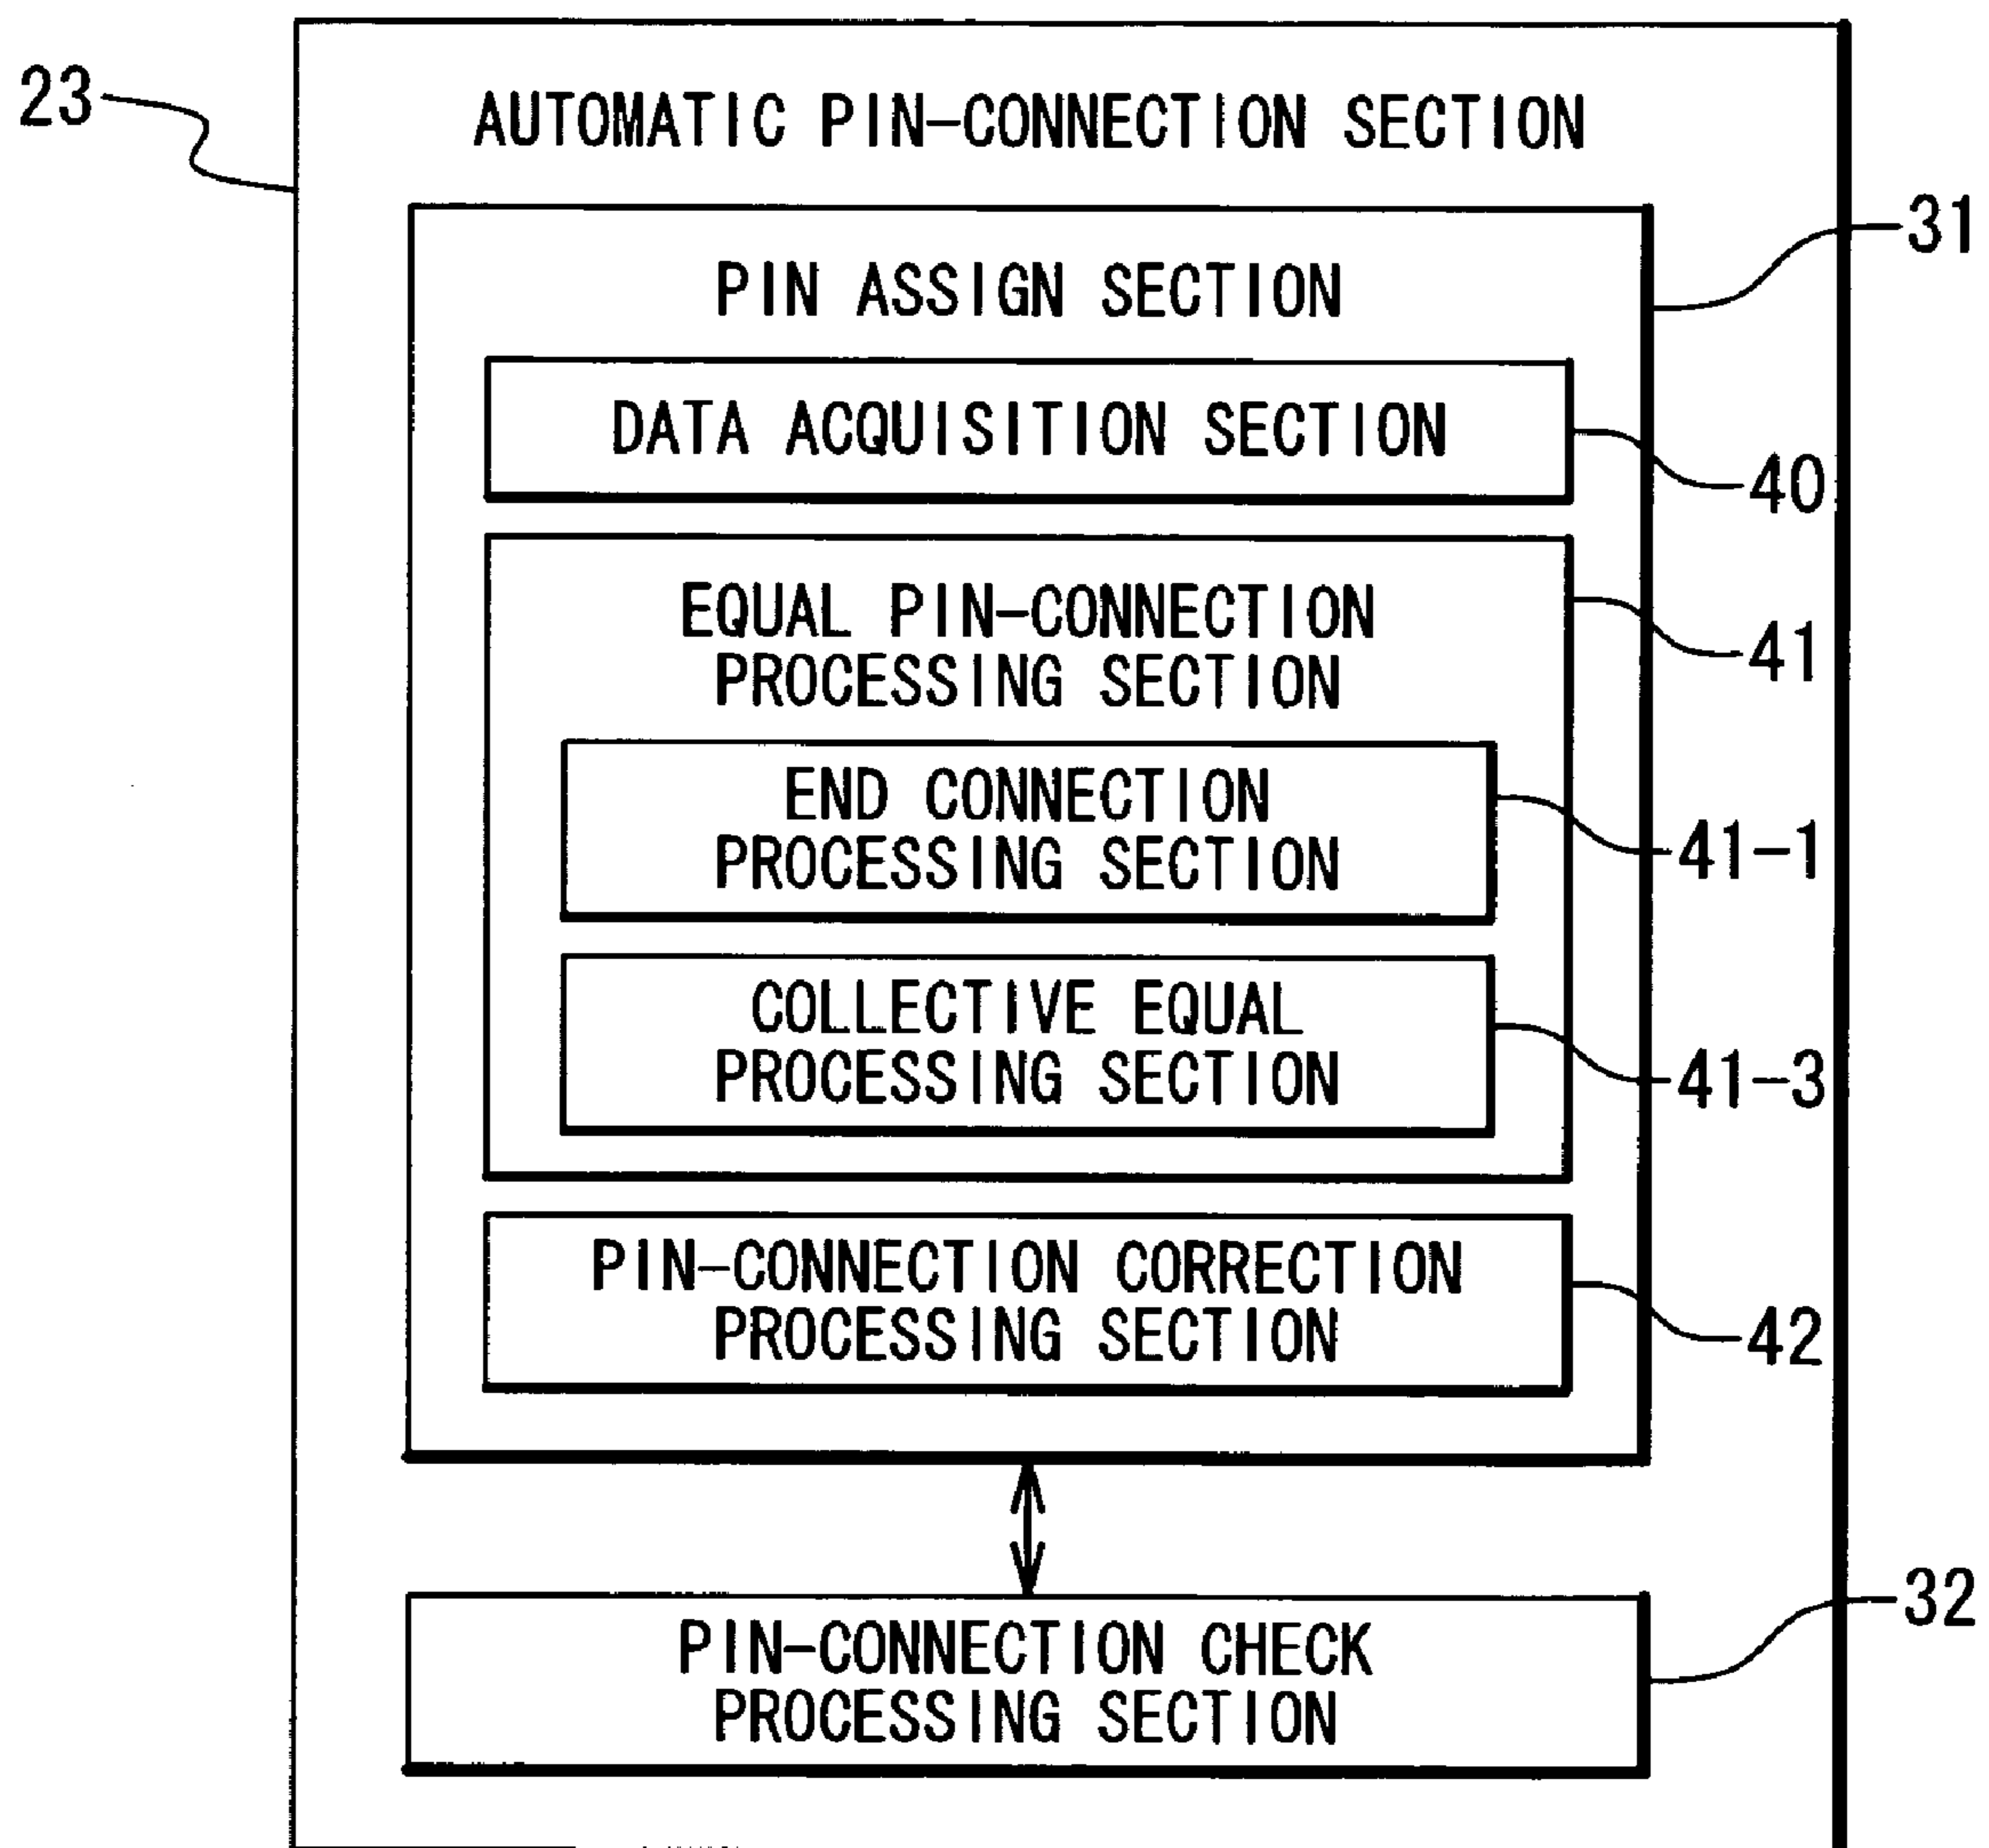 23
AUTOMATIC PIN-CONNECTION SECTION
31
PIN ASSIGN SECTION
DATA ACQUISITION SECTION
40
EQUAL PIN-CONNECTION
PROCESSING SECTION
41
END CONNECTION
PROCESSING SECTION
41-1
COLLECTIVE EQUAL
PROCESSING SECTION
41-3
PIN-CONNECTION CORRECTION
PROCESSING SECTION
42
PIN-CONNECTION CHECK
PROCESSING SECTION
32